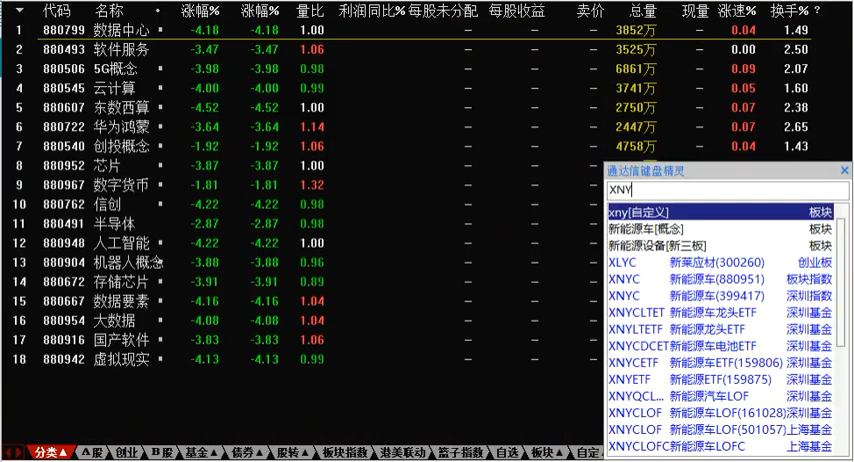 代码 名称 • 涨幅% 涨幅% 量比 利润同比% 每股未分配 每股收益 卖价 总量 现量 涨速% 换手% ?
1 880799 数据中心 -4.18 -4.18 1.00 — — — 3852万 — 0.04 1.49
2 880493 软件服务 -3.47 -3.47 1.06 — — — 3525万 — 0.00 2.50
3 880506 5G概念 -3.98 -3.98 0.98 — — — 6861万 — 0.09 2.07
4 880545 云计算 -4.00 -4.00 0.99 — — — 3741万 — 0.05 1.60
5 880607 东数西算 -4.52 -4.52 1.00 — — — 2750万 — 0.07 2.38
6 880722 华为鸿蒙 -3.64 -3.64 1.14 — — — 2447万 — 0.07 2.65
7 880540 创投概念 -1.92 -1.92 1.06 — — — 4758万 — 0.04 1.43
8 880952 芯片 -3.87 -3.87 1.00 — — —
9 880967 数字货币 -1.81 -1.81 1.32 — — —
10 880762 信创 -4.22 -4.22 0.98 — — —
11 880491 半导体 -2.87 -2.87 0.98 — — —
12 880948 人工智能 -4.22 -4.22 1.00 — — —
13 880904 机器人概念 -3.88 -3.88 0.96 — — —
14 880672 存储芯片 -3.91 -3.91 0.89 — — —
15 880667 数据要素 -4.16 -4.16 1.04 — — —
16 880954 大数据 -4.08 -4.08 1.04 — — —
17 880916 国产软件 -3.83 -3.83 1.06 — — —
18 880942 虚拟现实 -4.13 -4.13 0.99 — — —
通达信键盘精灵 ×
XNY
xny[自定义] 板块
新能源车[概念] 板块
新能源设备[新三板] 板块
XLYC 新莱应材(300260) 创业板
XNYC 新能源车(880951) 板块指数
XNYC 新能源车(399417) 深圳指数
XNYCLTET 新能源车龙头ETF 深圳基金
XNYLTETF 新能源龙头ETF 深圳基金
XNYCDCET 新能源车电池ETF 深圳基金
XNYCETF 新能源车ETF(159806) 深圳基金
XNYETF 新能源ETF(159875) 深圳基金
XNYQCL... 新能源汽车LOF 深圳基金
XNYCLOF 新能源车LOF(161028) 深圳基金
XNYCLOF 新能源车LOF(501057) 上海基金
XNYCLOFC 新能源车LOFC 上海基金
分类▲ A股 创业 B股 基金▲ 债券▲ 股转▲ 板块指数 港美联动 篮子指数 自选 板块▲ 自定